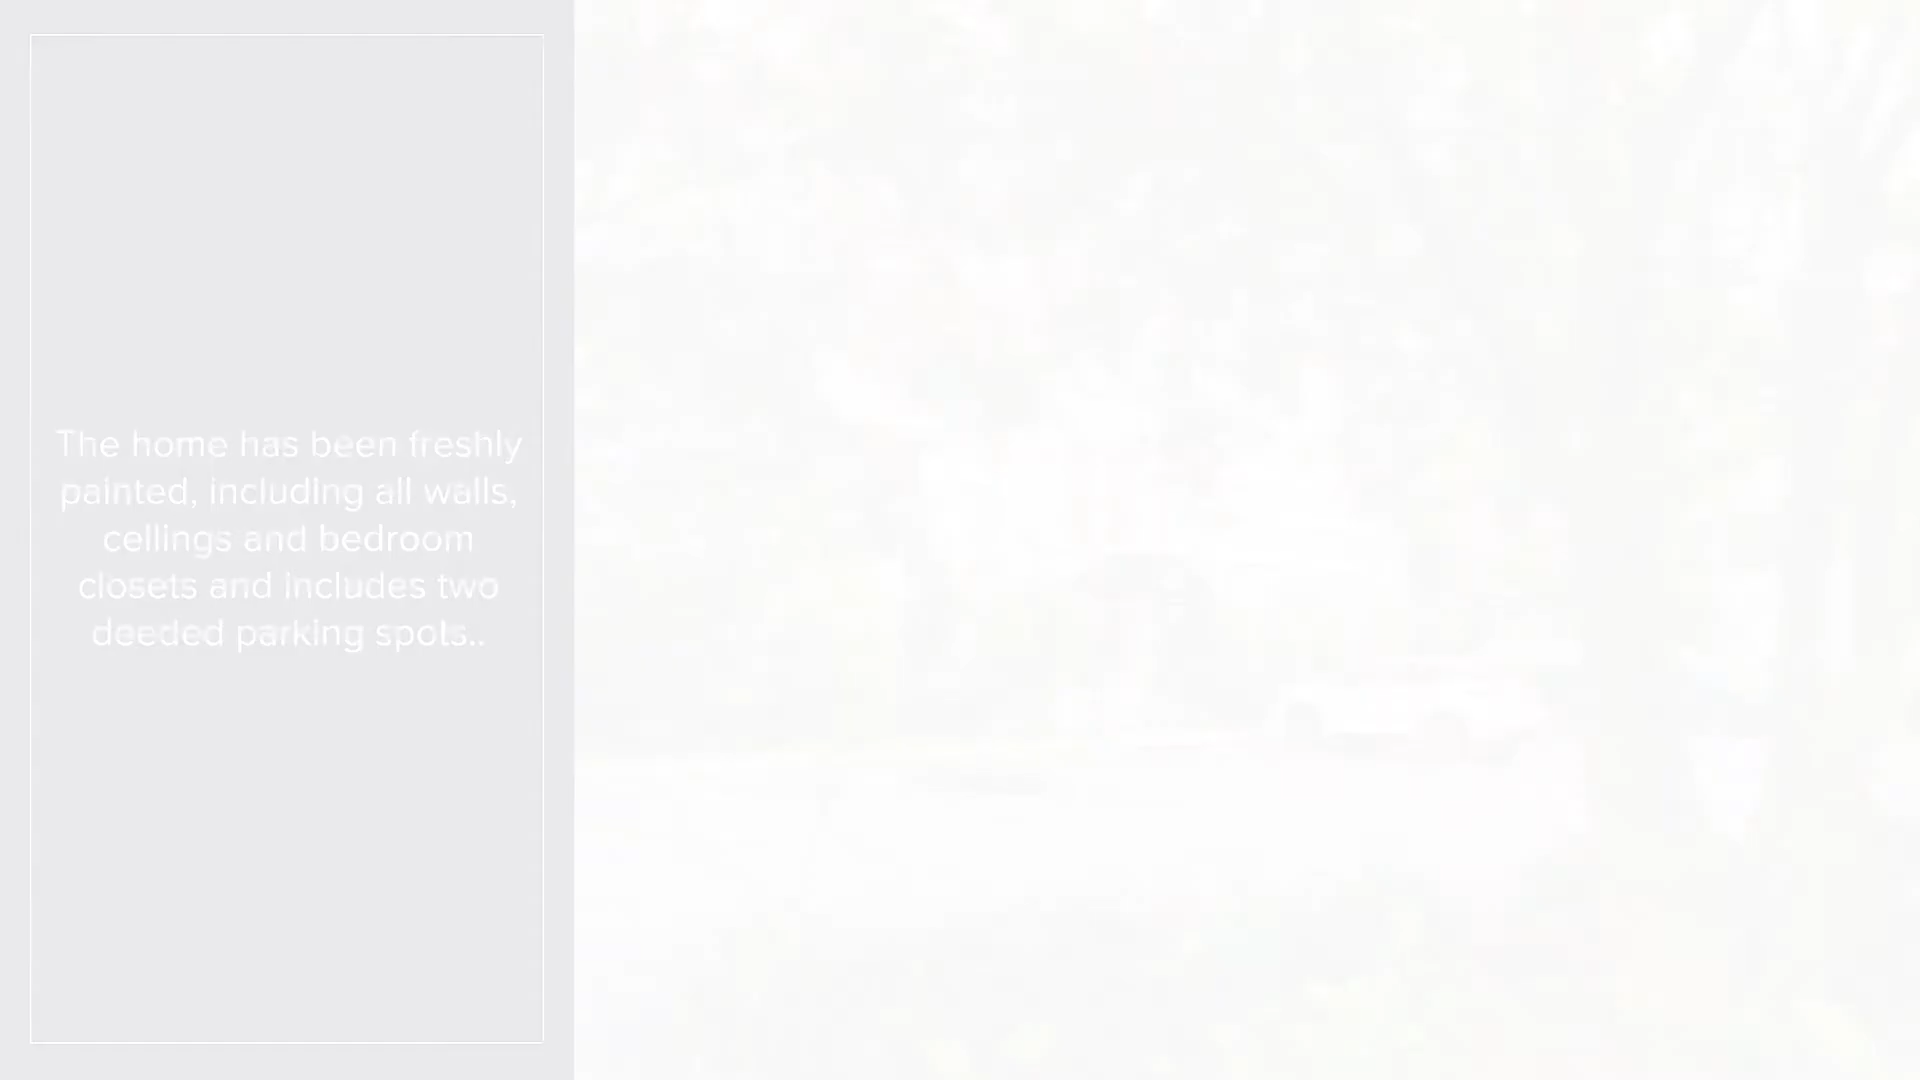 The home has been freshly
painted, including all walls,
ceilings and bedroom
closets and includes two
deeded parking spots..